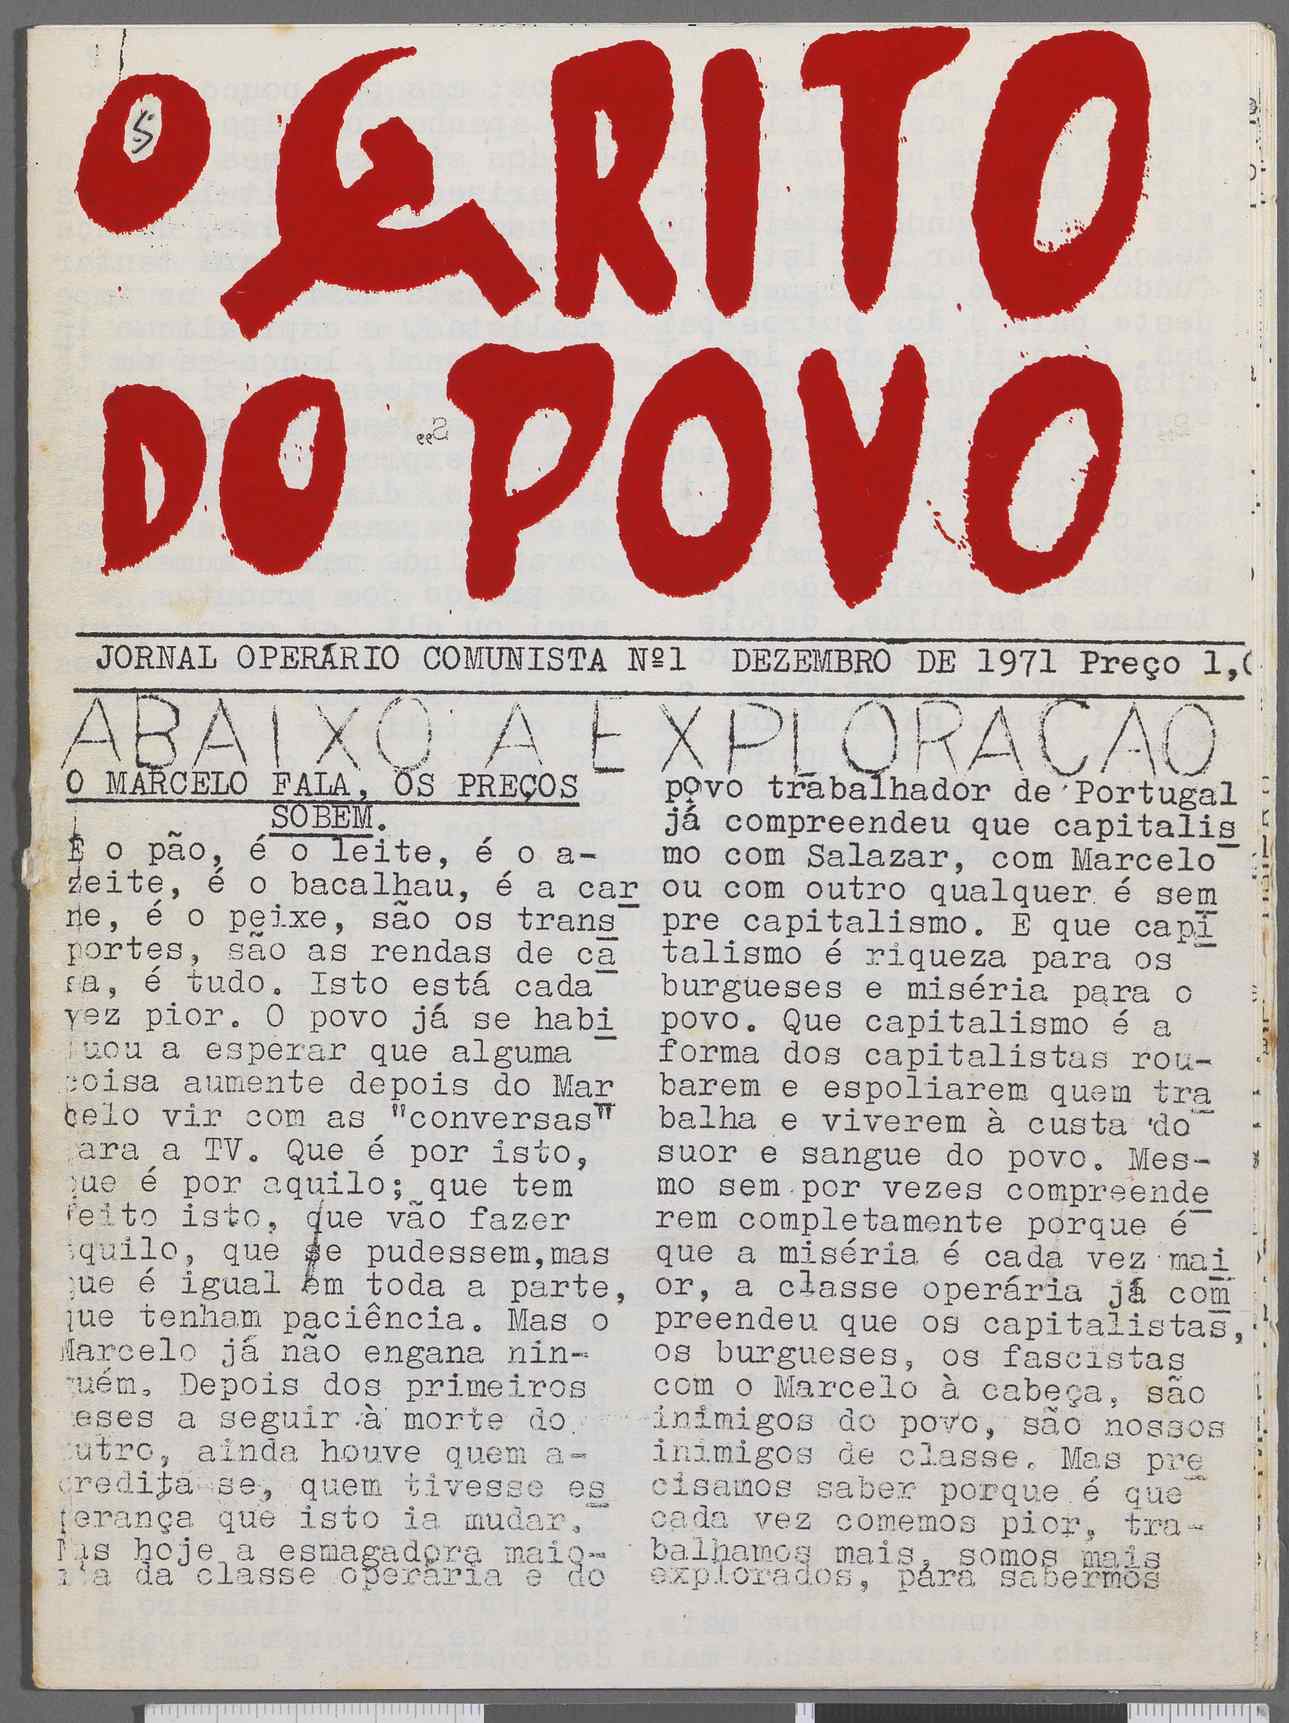 O GRITO
5
DO POVO
JORNAL OPERÁRIO COMUNISTA Nº1 DEZEMBRO DE 1971 Preço 1,
ABAIXO A EXPLORAÇAO
O MARCELO FALA, OS PREÇOS
SOBEM.
É o pão, é o leite, é o a-
zeite, é o bacalhau, é a car
ne, é o peixe, são os trans
portes, são as rendas de ca
sa, é tudo. Isto está cada
vez pior. O povo já se habi
tuou a esperar que alguma
coisa aumente depois do Mar
celo vir com as "conversas"
para a TV. Que é por isto,
que é por aquilo; que tem
feito isto, que vão fazer
aquilo, que se pudessem,mas
que é igual em toda a parte,
que tenham paciência. Mas o
Marcelo já não engana nin-
guém. Depois dos primeiros
meses a seguir à morte do
outro, ainda houve quem a-
credita se, quem tivesse es
perança que isto ia mudar.
Mas hoje a esmagadora maio-
ria da classe operária e do
povo trabalhador de Portugal
já compreendeu que capitalis
mo com Salazar, com Marcelo
ou com outro qualquer é sem
pre capitalismo. E que capi
talismo é riqueza para os
burgueses e miséria para o
povo. Que capitalismo é a
forma dos capitalistas rou-
barem e espoliarem quem tra
balha e viverem à custa do
suor e sangue do povo. Mes-
mo sem por vezes compreende
rem completamente porque é
que a miséria é cada vez mai
or, a classe operária já com
preendeu que os capitalistas,
os burgueses, os fascistas
com o Marcelo à cabeça, são
inimigos do povo, são nossos
inimigos de classe. Mas pre
cisamos saber porque é que
cada vez comemos pior, tra-
balhamos mais, somos mais
explorados, para sabermos